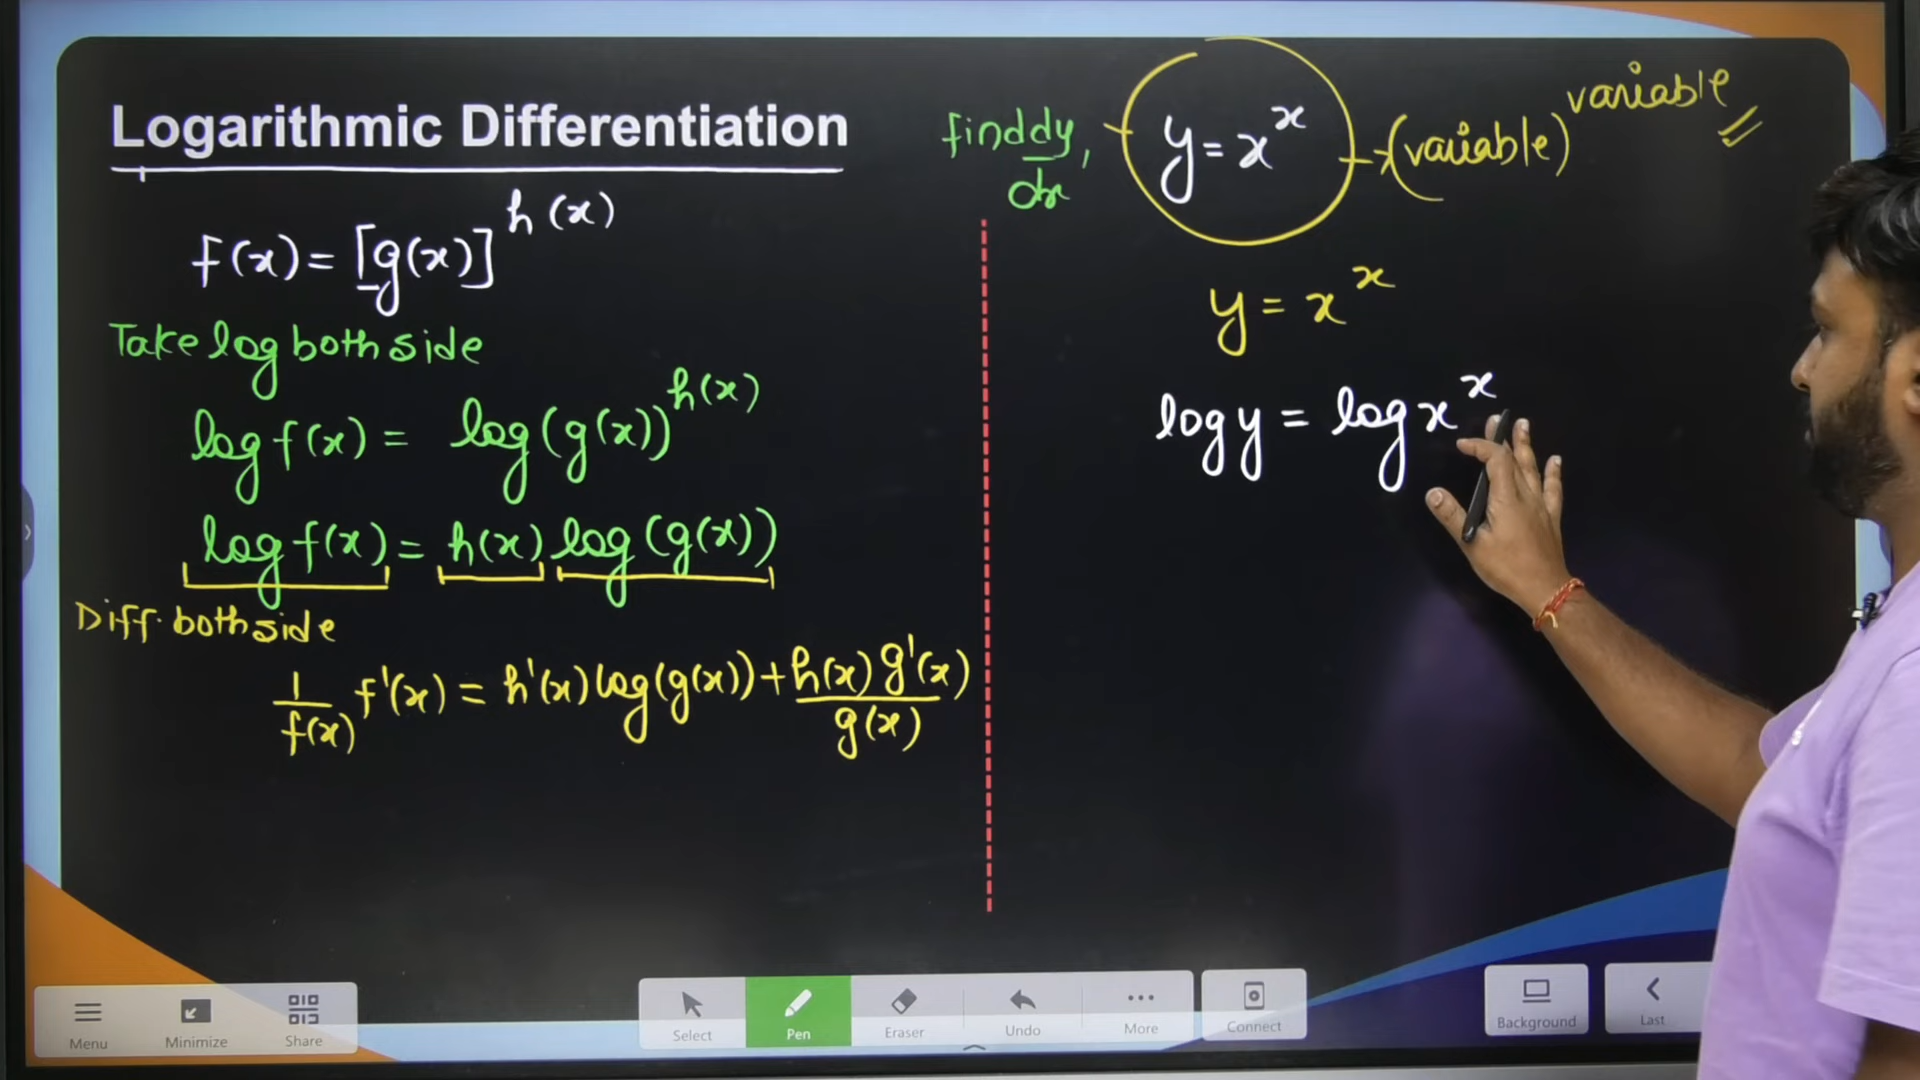 Logarithmic Differentiation
f(x) = [g(x)]^h(x)
Take log both side
log f(x) = log (g(x))^h(x)
log f(x) = h(x) log (g(x))
Diff. both side
1/f(x) f'(x) = h'(x) log (g(x)) + h(x) g'(x)/g(x)
find dy/dx, y = x^x → (variable)^variable
y = x^x
log y = log x^x
Menu
Minimize
Share
Select
Pen
Eraser
Undo
More
Connect
Background
Last